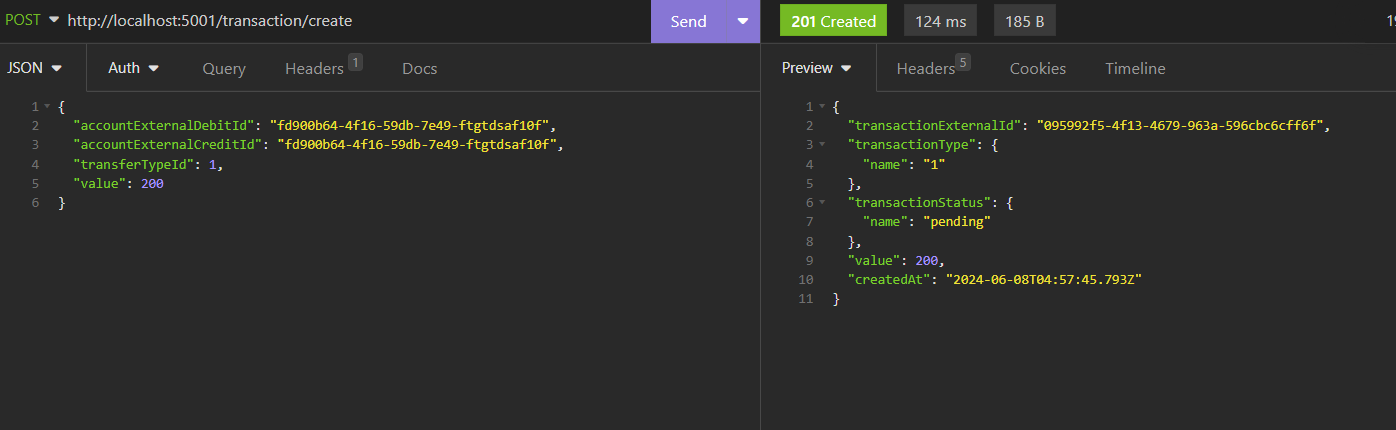 POST http://localhost:5001/transaction/create Send 201 Created 124 ms 185 B
JSON Auth Query Headers 1 Docs Preview Headers 5 Cookies Timeline
1 {
2 "accountExternalDebitId": "fd900b64-4f16-59db-7e49-ftgtdsaf10f",
3 "accountExternalCreditId": "fd900b64-4f16-59db-7e49-ftgtdsaf10f",
4 "transferTypeId": 1,
5 "value": 200
6 }
1 {
2 "transactionExternalId": "095992f5-4f13-4679-963a-596cbc6cff6f",
3 "transactionType": {
4 "name": "1"
5 },
6 "transactionStatus": {
7 "name": "pending"
8 },
9 "value": 200,
10 "createdAt": "2024-06-08T04:57:45.793Z"
11 }